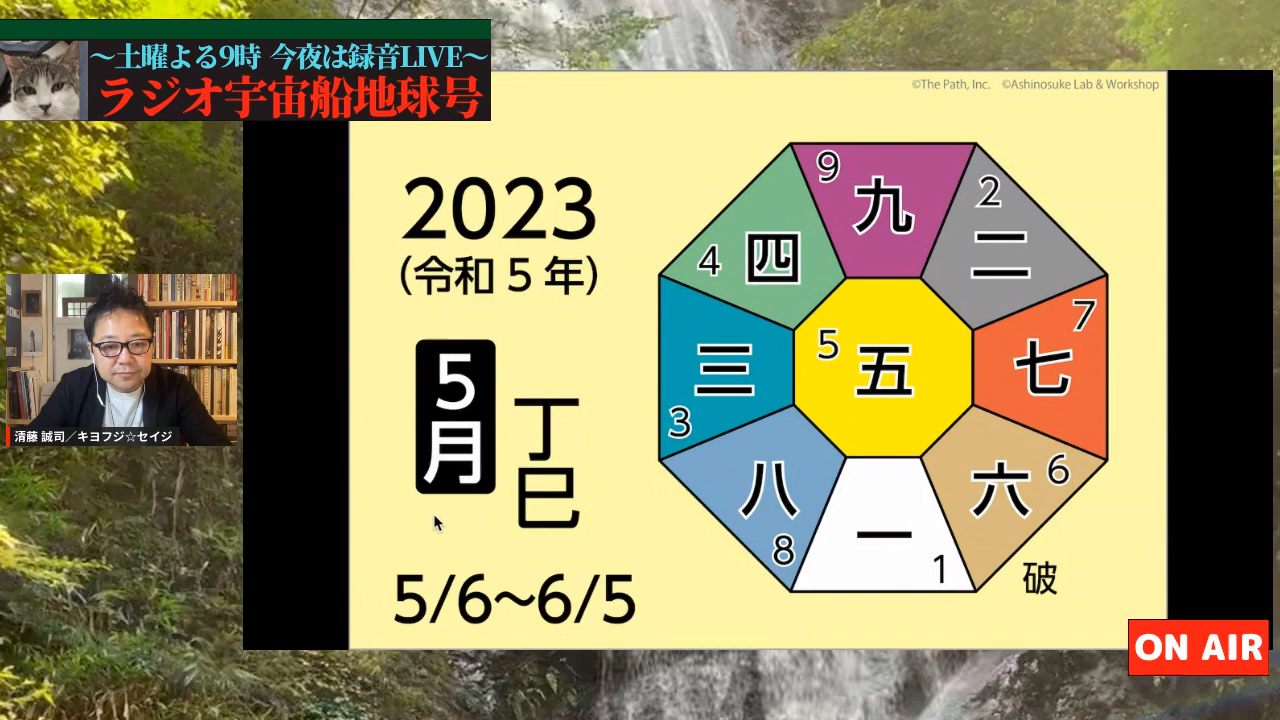 ～土曜よる9時 今夜は録音LIVE～
ラジオ宇宙船地球号
©The Path, Inc. ©Ashinosuke Lab & Workshop
2023
（令和５年）
5月
丁巳
5/6～6/5
9 九
2 二
4 四
7 七
5 五
三 3
六 6
八 8
一 1
破
清藤 誠司／キヨフジ☆セイジ
ON AIR